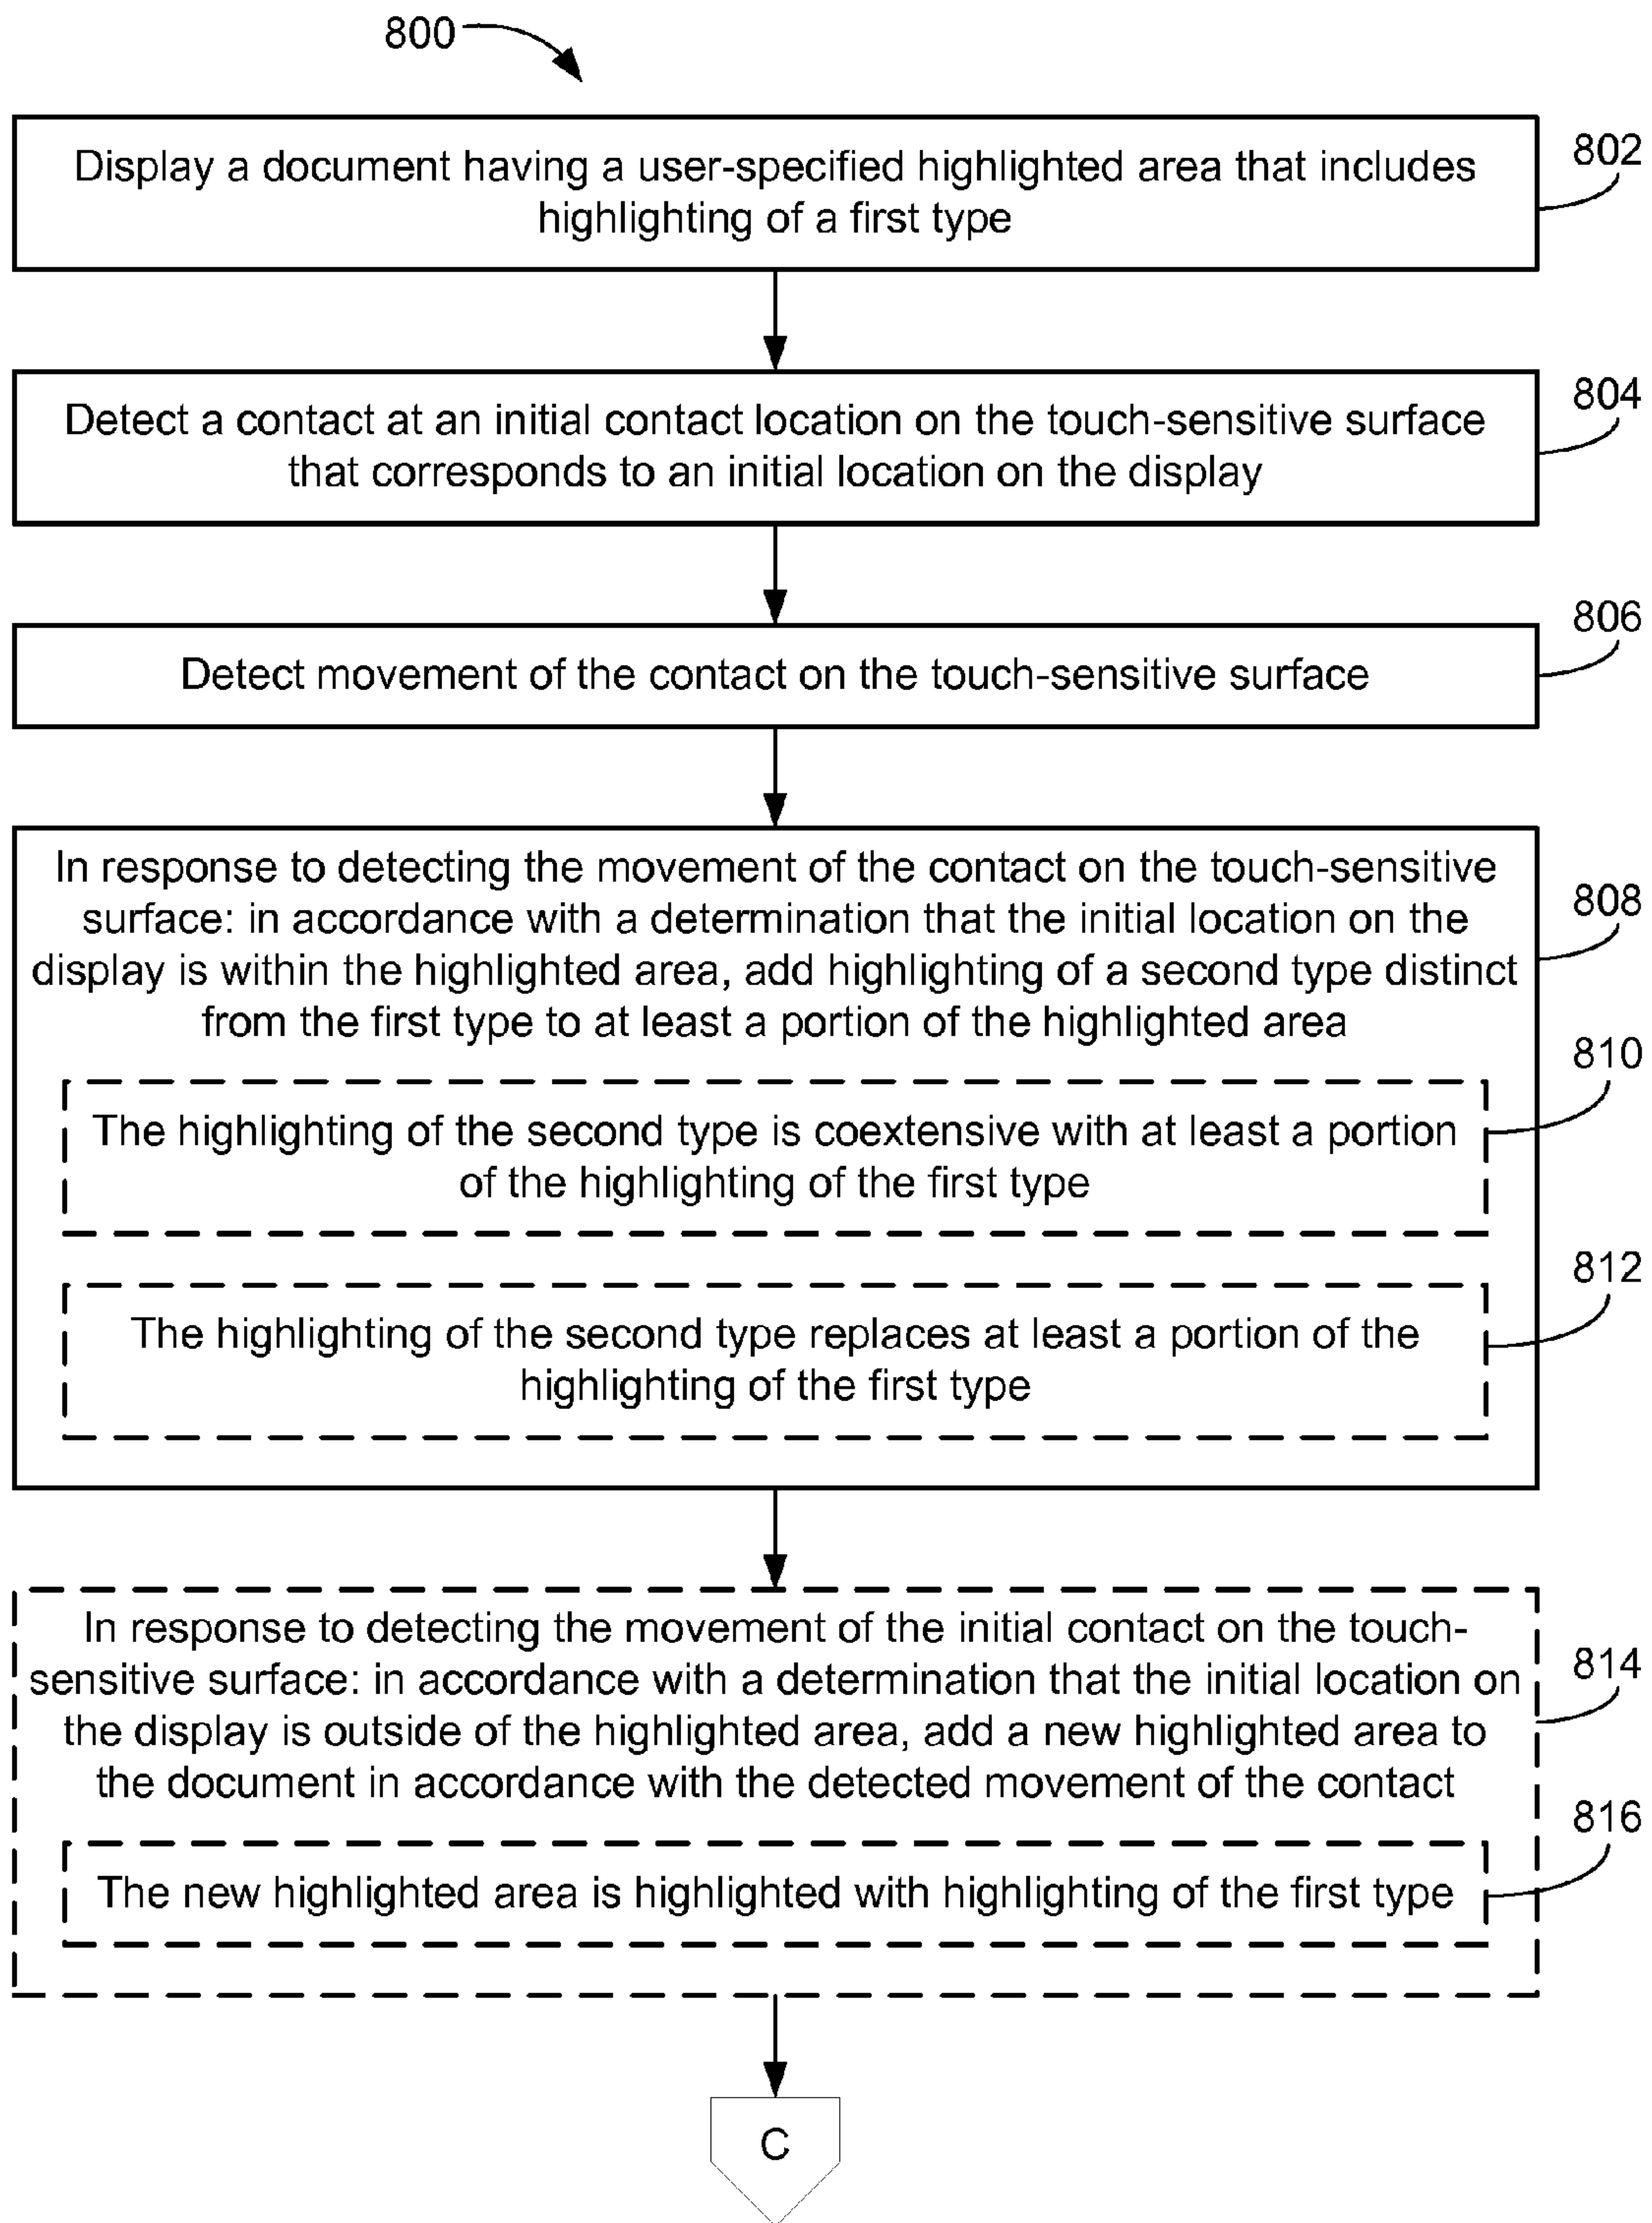 800
Display a document having a user-specified highlighted area that includes
highlighting of a first type
802
Detect a contact at an initial contact location on the touch-sensitive surface
that corresponds to an initial location on the display
804
Detect movement of the contact on the touch-sensitive surface
806
In response to detecting the movement of the contact on the touch-sensitive
surface: in accordance with a determination that the initial location on the
display is within the highlighted area, add highlighting of a second type distinct
from the first type to at least a portion of the highlighted area
808
The highlighting of the second type is coextensive with at least a portion
of the highlighting of the first type
810
The highlighting of the second type replaces at least a portion of the
highlighting of the first type
812
In response to detecting the movement of the initial contact on the touch-
sensitive surface: in accordance with a determination that the initial location on
the display is outside of the highlighted area, add a new highlighted area to
the document in accordance with the detected movement of the contact
814
The new highlighted area is highlighted with highlighting of the first type
816
C